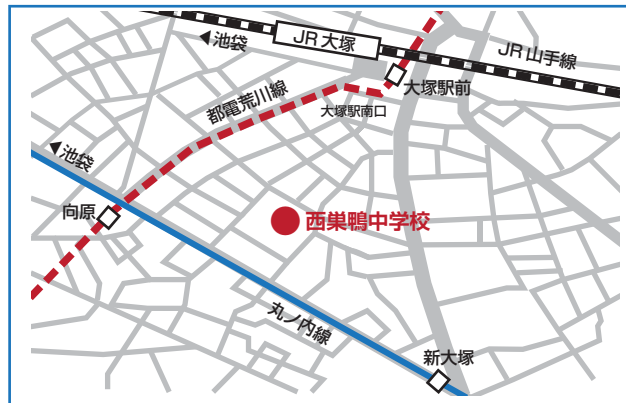 ◀池袋
JR大塚
JR山手線
大塚駅前
都電荒川線
大塚駅南口
◀池袋
向原
西巣鴨中学校
丸ノ内線
新大塚